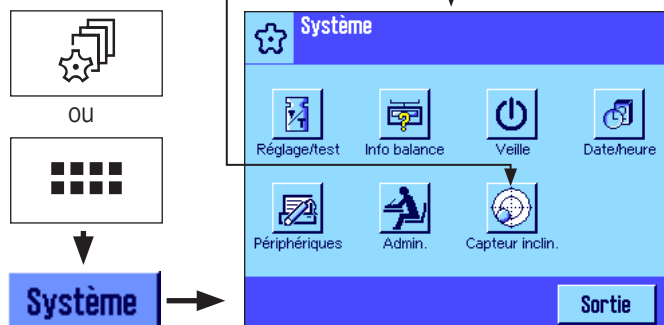 ou
Système
Système
Réglage/test
Info balance
Veille
Date/heure
Périphériques
Admin.
Capteur inclin.
Sortie